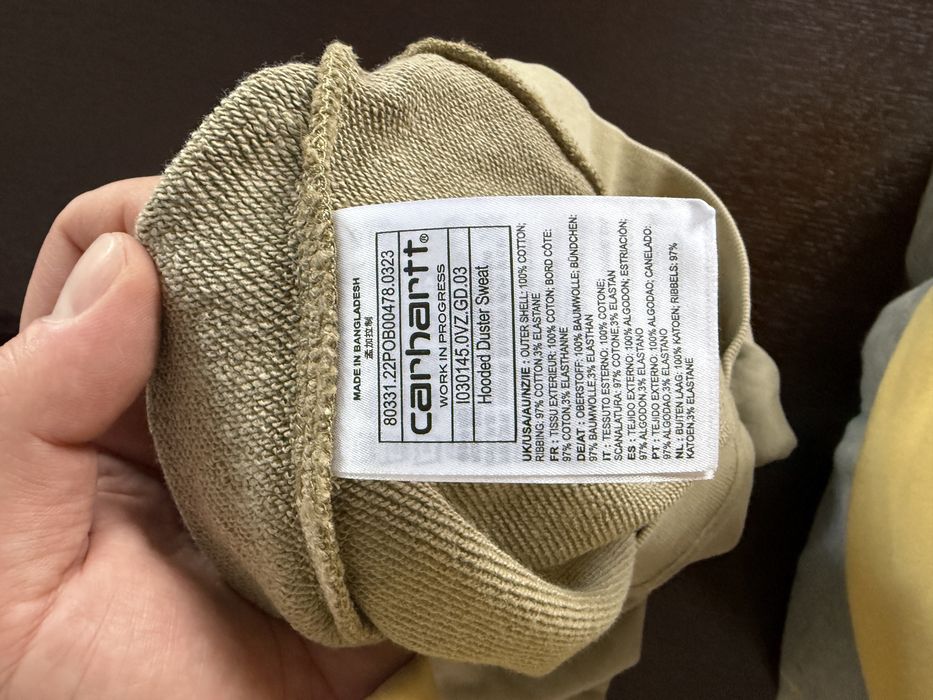 MADE IN BANGLADESH
孟加拉制
80331.22POB00478.0323
carhartt®
WORK IN PROGRESS
I030145.0VZ.GD.03
Hooded Duster Sweat
UK/USA/AU/NZ/IE : OUTER SHELL: 100% COTTON;
RIBBING: 97% COTTON,3% ELASTANE
FR : TISSU EXTERIEUR: 100% COTON; BORD CÔTE:
97% COTON,3% ELASTHANNE
DE/AT : OBERSTOFF: 100% BAUMWOLLE; BÜNDCHEN:
97% BAUMWOLLE,3% ELASTHAN
IT : TESSUTO ESTERNO: 100% COTONE;
SCANALATURA: 97% COTONE,3% ELASTAN
ES : TEJIDO EXTERNO: 100% ALGODON; ESTRIACIÓN:
97% ALGODON,3% ELASTANO
PT : TECIDO EXTERNO: 100% ALGODAO; CANELADO:
97% ALGODAO,3% ELASTANO
NL : BUITEN LAAG: 100% KATOEN; RIBBELS: 97%
KATOEN,3% ELASTANE